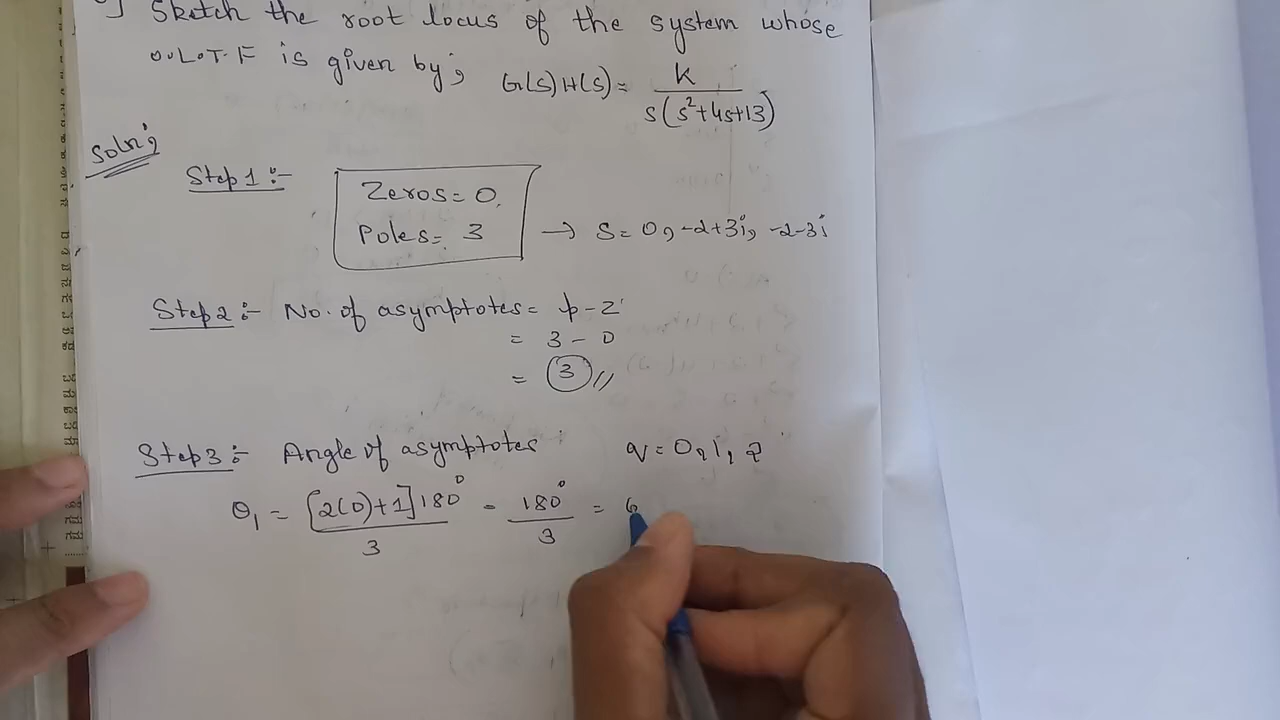 Sketch the root locus of the system whose
O.L.T.F is given by, G(s)H(s) = K / s(s²+4s+13)
Soln,
Step 1 :-
Zeros = 0,
Poles = 3 → s = 0, -2+3i, -2-3i
Step 2 :- No. of asymptotes = p-z
= 3 - 0
= 3 //
Step 3 :- Angle of asymptotes q = 0, 1, 2
θ₁ = [2(0)+1]180° / 3 = 180° / 3 = 6